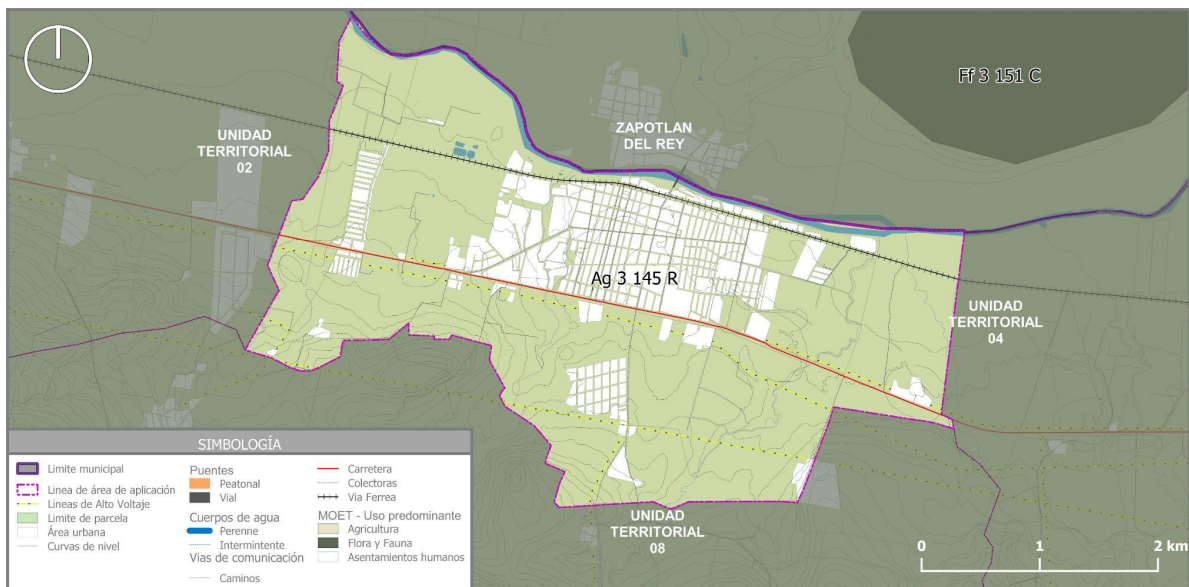 Ff 3 151 C
UNIDAD
TERRITORIAL
02
ZAPOTLAN
DEL REY
Ag 3 145 R
UNIDAD
TERRITORIAL
04
UNIDAD
TERRITORIAL
08
SIMBOLOGÍA
Limite municipal
Linea de área de aplicación
Lineas de Alto Voltaje
Limite de parcela
Área urbana
Curvas de nivel
Puentes
Peatonal
Vial
Cuerpos de agua
Perenne
Intermintente
Vias de comunicación
Caminos
Carretera
Colectoras
Via Ferrea
MOET - Uso predominante
Agricultura
Flora y Fauna
Asentamientos humanos
0 1 2 km